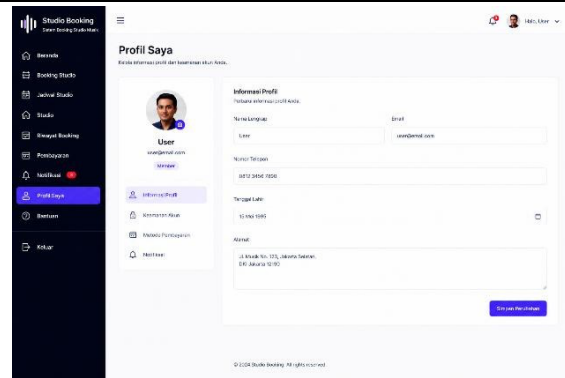 Studio Booking
Sistem Booking Studio Musik
Halo, User
Beranda
Booking Studio
Jadwal Studio
Studio
Riwayat Booking
Pembayaran
Notifikasi
Profil Saya
Bantuan
Keluar
Profil Saya
Kelola informasi profil dan keamanan akun Anda.
User
user@email.com
Member
Informasi Profil
Keamanan Akun
Metode Pembayaran
Notifikasi
Informasi Profil
Perbarui informasi profil Anda.
Nama Lengkap
Email
User
user@email.com
Nomor Telepon
0812 3456 7890
Tanggal Lahir
15 Mei 1995
Alamat
Jl. Musik No. 123, Jakarta Selatan,
DKI Jakarta
Simpan Perubahan
© 2024 Studio Booking. All rights reserved.